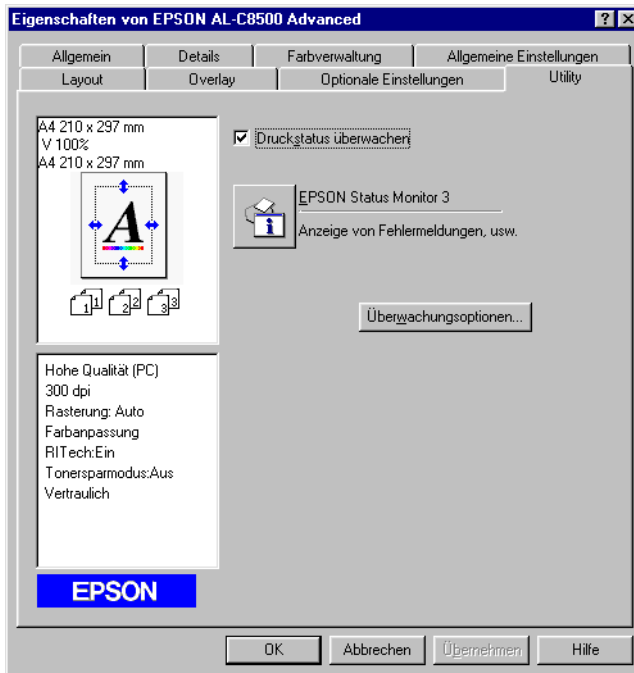 Eigenschaften von EPSON AL-C8500 Advanced
Allgemein Details Farbverwaltung Allgemeine Einstellungen
Layout Overlay Optionale Einstellungen Utility
A4 210 x 297 mm
V 100%
A4 210 x 297 mm
A
1 1 2 2 3 3
Druckstatus überwachen
EPSON Status Monitor 3
Anzeige von Fehlermeldungen, usw.
Überwachungsoptionen...
Hohe Qualität (PC)
300 dpi
Rasterung: Auto
Farbanpassung
RITech:Ein
Tonersparmodus:Aus
Vertraulich
EPSON
OK Abbrechen Übernehmen Hilfe